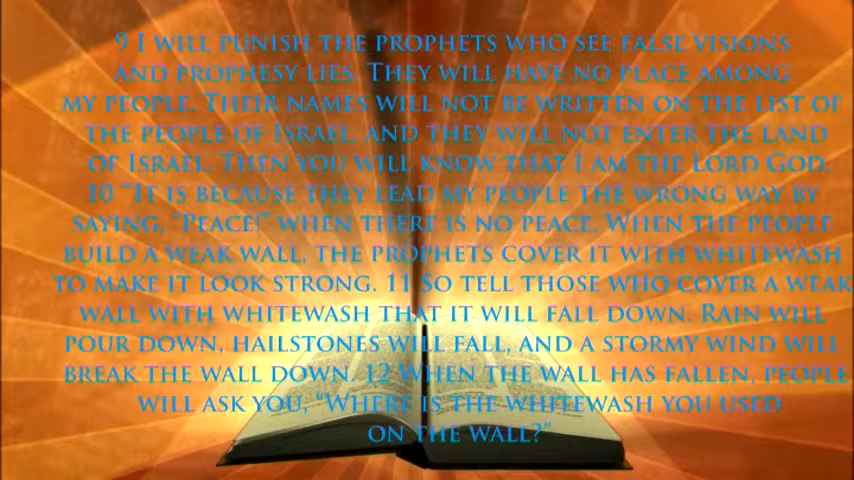 9 I WILL PUNISH THE PROPHETS WHO SEE FALSE VISIONS
AND PROPHESY LIES. THEY WILL HAVE NO PLACE AMONG
MY PEOPLE. THEIR NAMES WILL NOT BE WRITTEN ON THE LIST OF
THE PEOPLE OF ISRAEL, AND THEY WILL NOT ENTER THE LAND
OF ISRAEL. THEN YOU WILL KNOW THAT I AM THE LORD GOD.
10 “‘IT IS BECAUSE THEY LEAD MY PEOPLE THE WRONG WAY BY
SAYING, “PEACE!” WHEN THERE IS NO PEACE. WHEN THE PEOPLE
BUILD A WEAK WALL, THE PROPHETS COVER IT WITH WHITEWASH
TO MAKE IT LOOK STRONG. 11 SO TELL THOSE WHO COVER A WEAK
WALL WITH WHITEWASH THAT IT WILL FALL DOWN. RAIN WILL
POUR DOWN, HAILSTONES WILL FALL, AND A STORMY WIND WILL
BREAK THE WALL DOWN. 12 WHEN THE WALL HAS FALLEN, PEOPLE
WILL ASK YOU, “WHERE IS THE WHITEWASH YOU USED
ON THE WALL?”